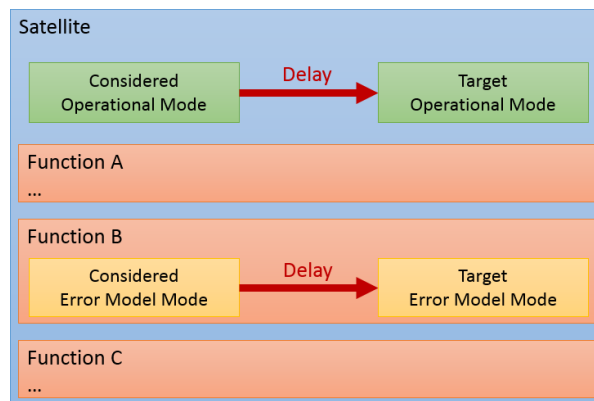 Satellite
Considered
Operational Mode
Delay
Target
Operational Mode
Function A
...
Function B
Considered
Error Model Mode
Delay
Target
Error Model Mode
Function C
...